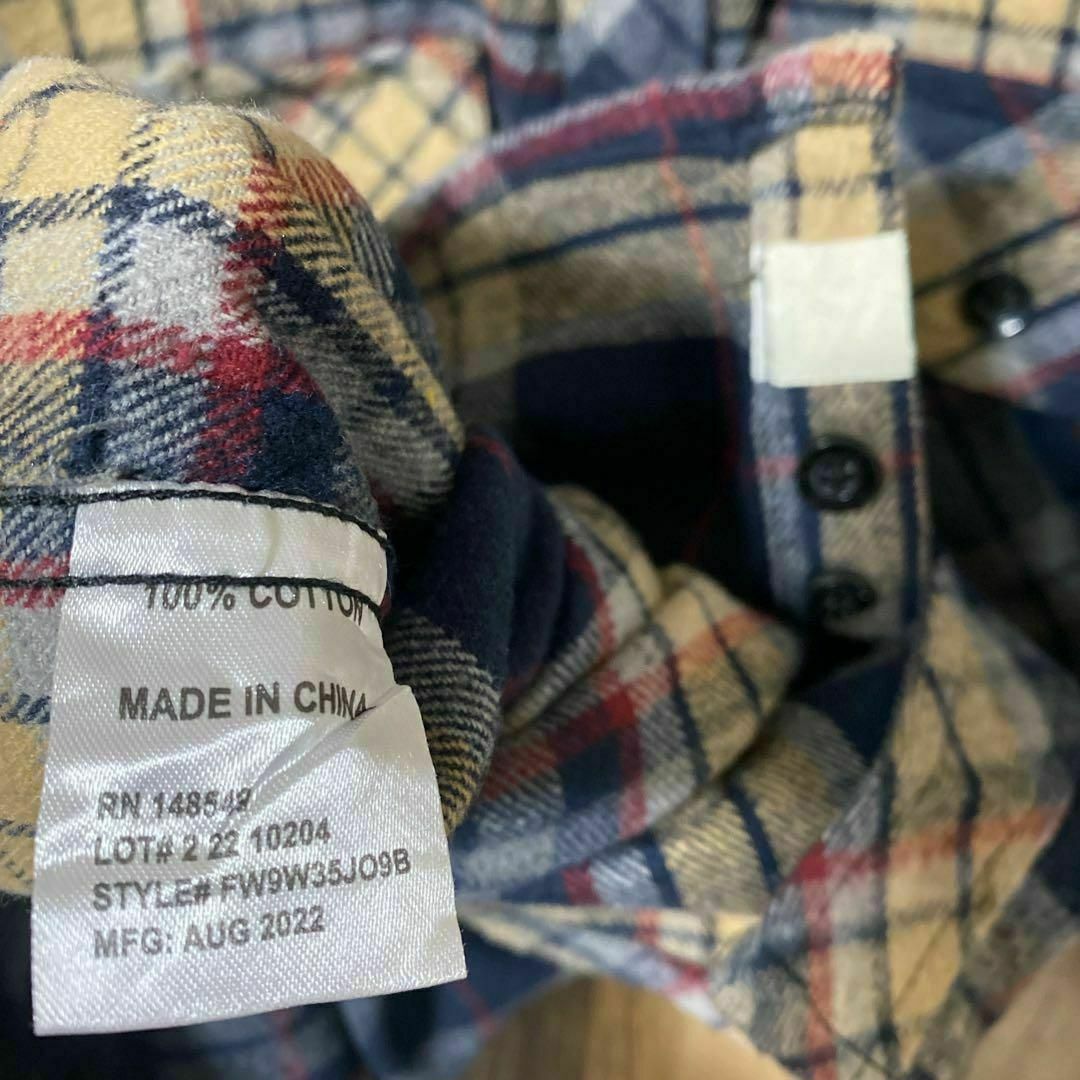 100% COTTON
MADE IN CHINA
RN 148549
LOT# 2 22 10204
STYLE# FW9W35JO9B
MFG: AUG 2022